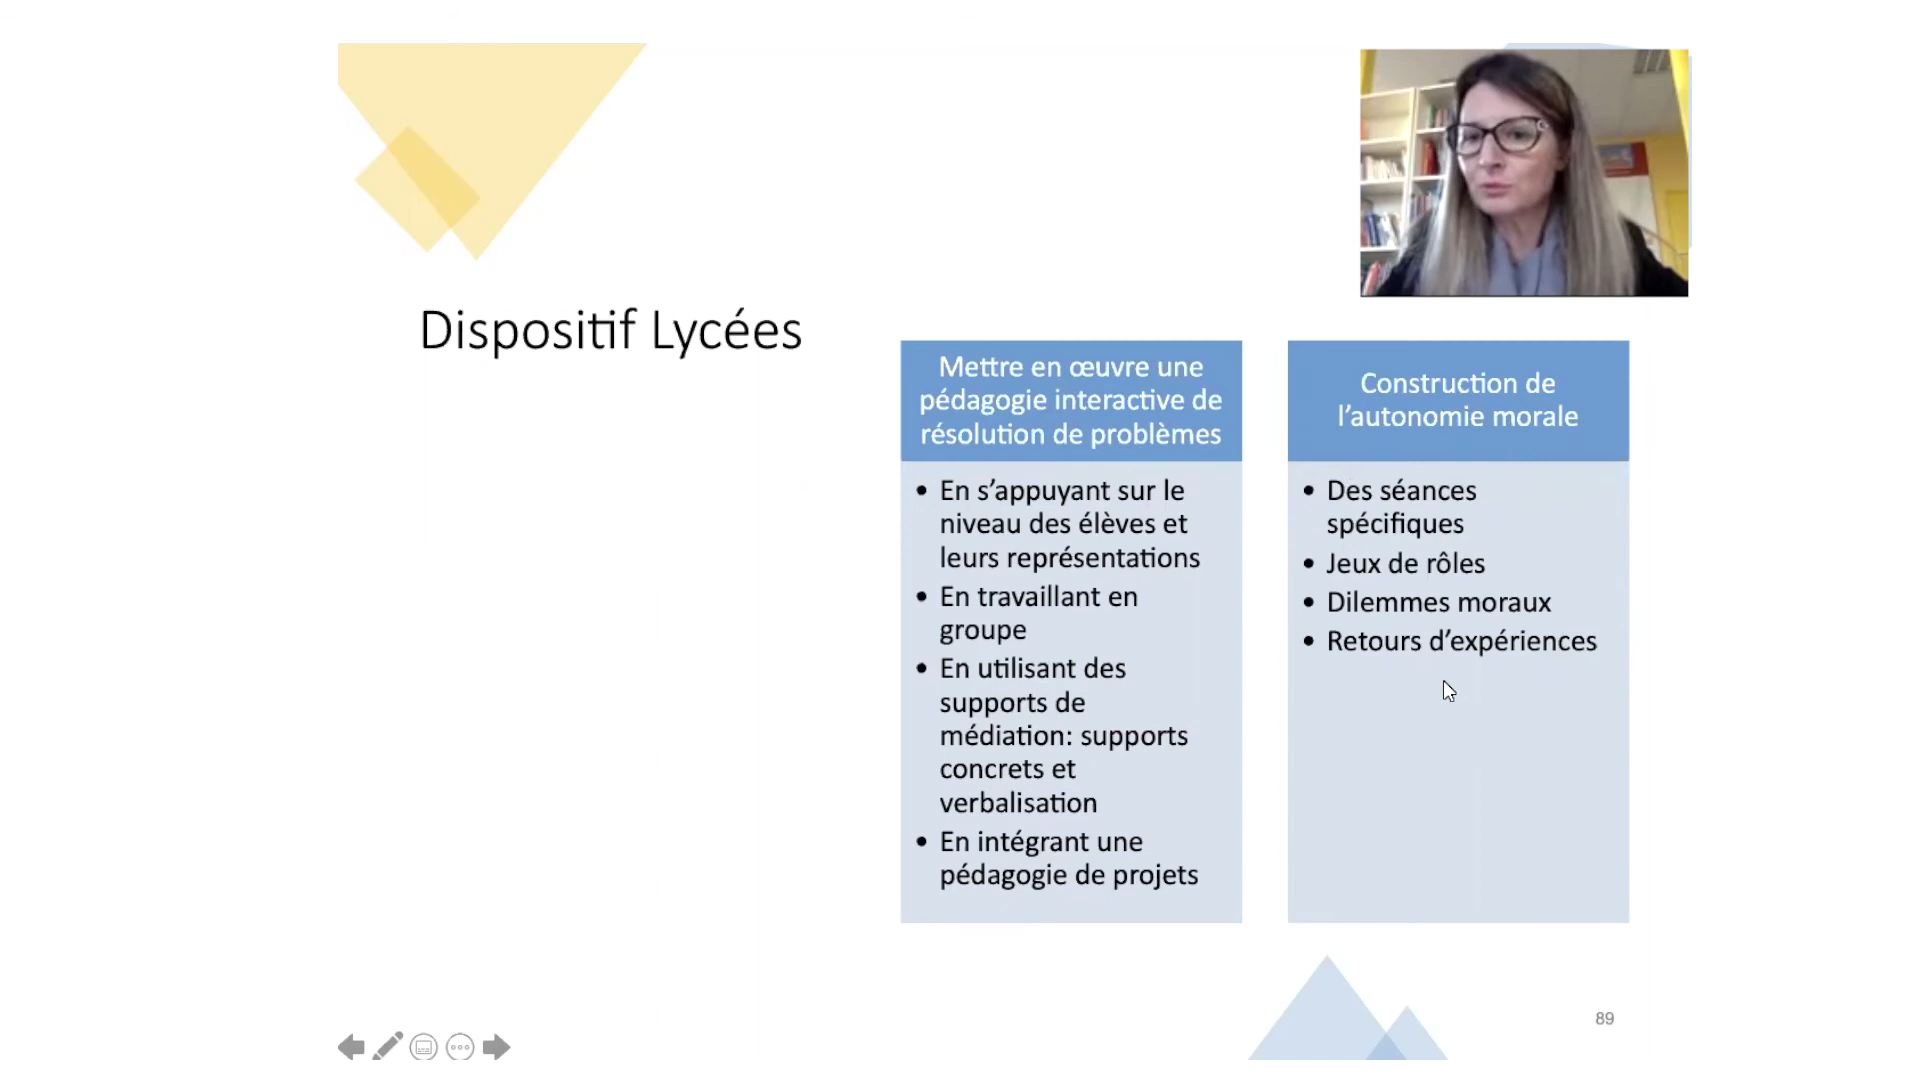 Dispositif Lycées
Mettre en œuvre une
pédagogie interactive de
résolution de problèmes
• En s’appuyant sur le
niveau des élèves et
leurs représentations
• En travaillant en
groupe
• En utilisant des
supports de
médiation: supports
concrets et
verbalisation
• En intégrant une
pédagogie de projets
Construction de
l’autonomie morale
• Des séances
spécifiques
• Jeux de rôles
• Dilemmes moraux
• Retours d’expériences
89